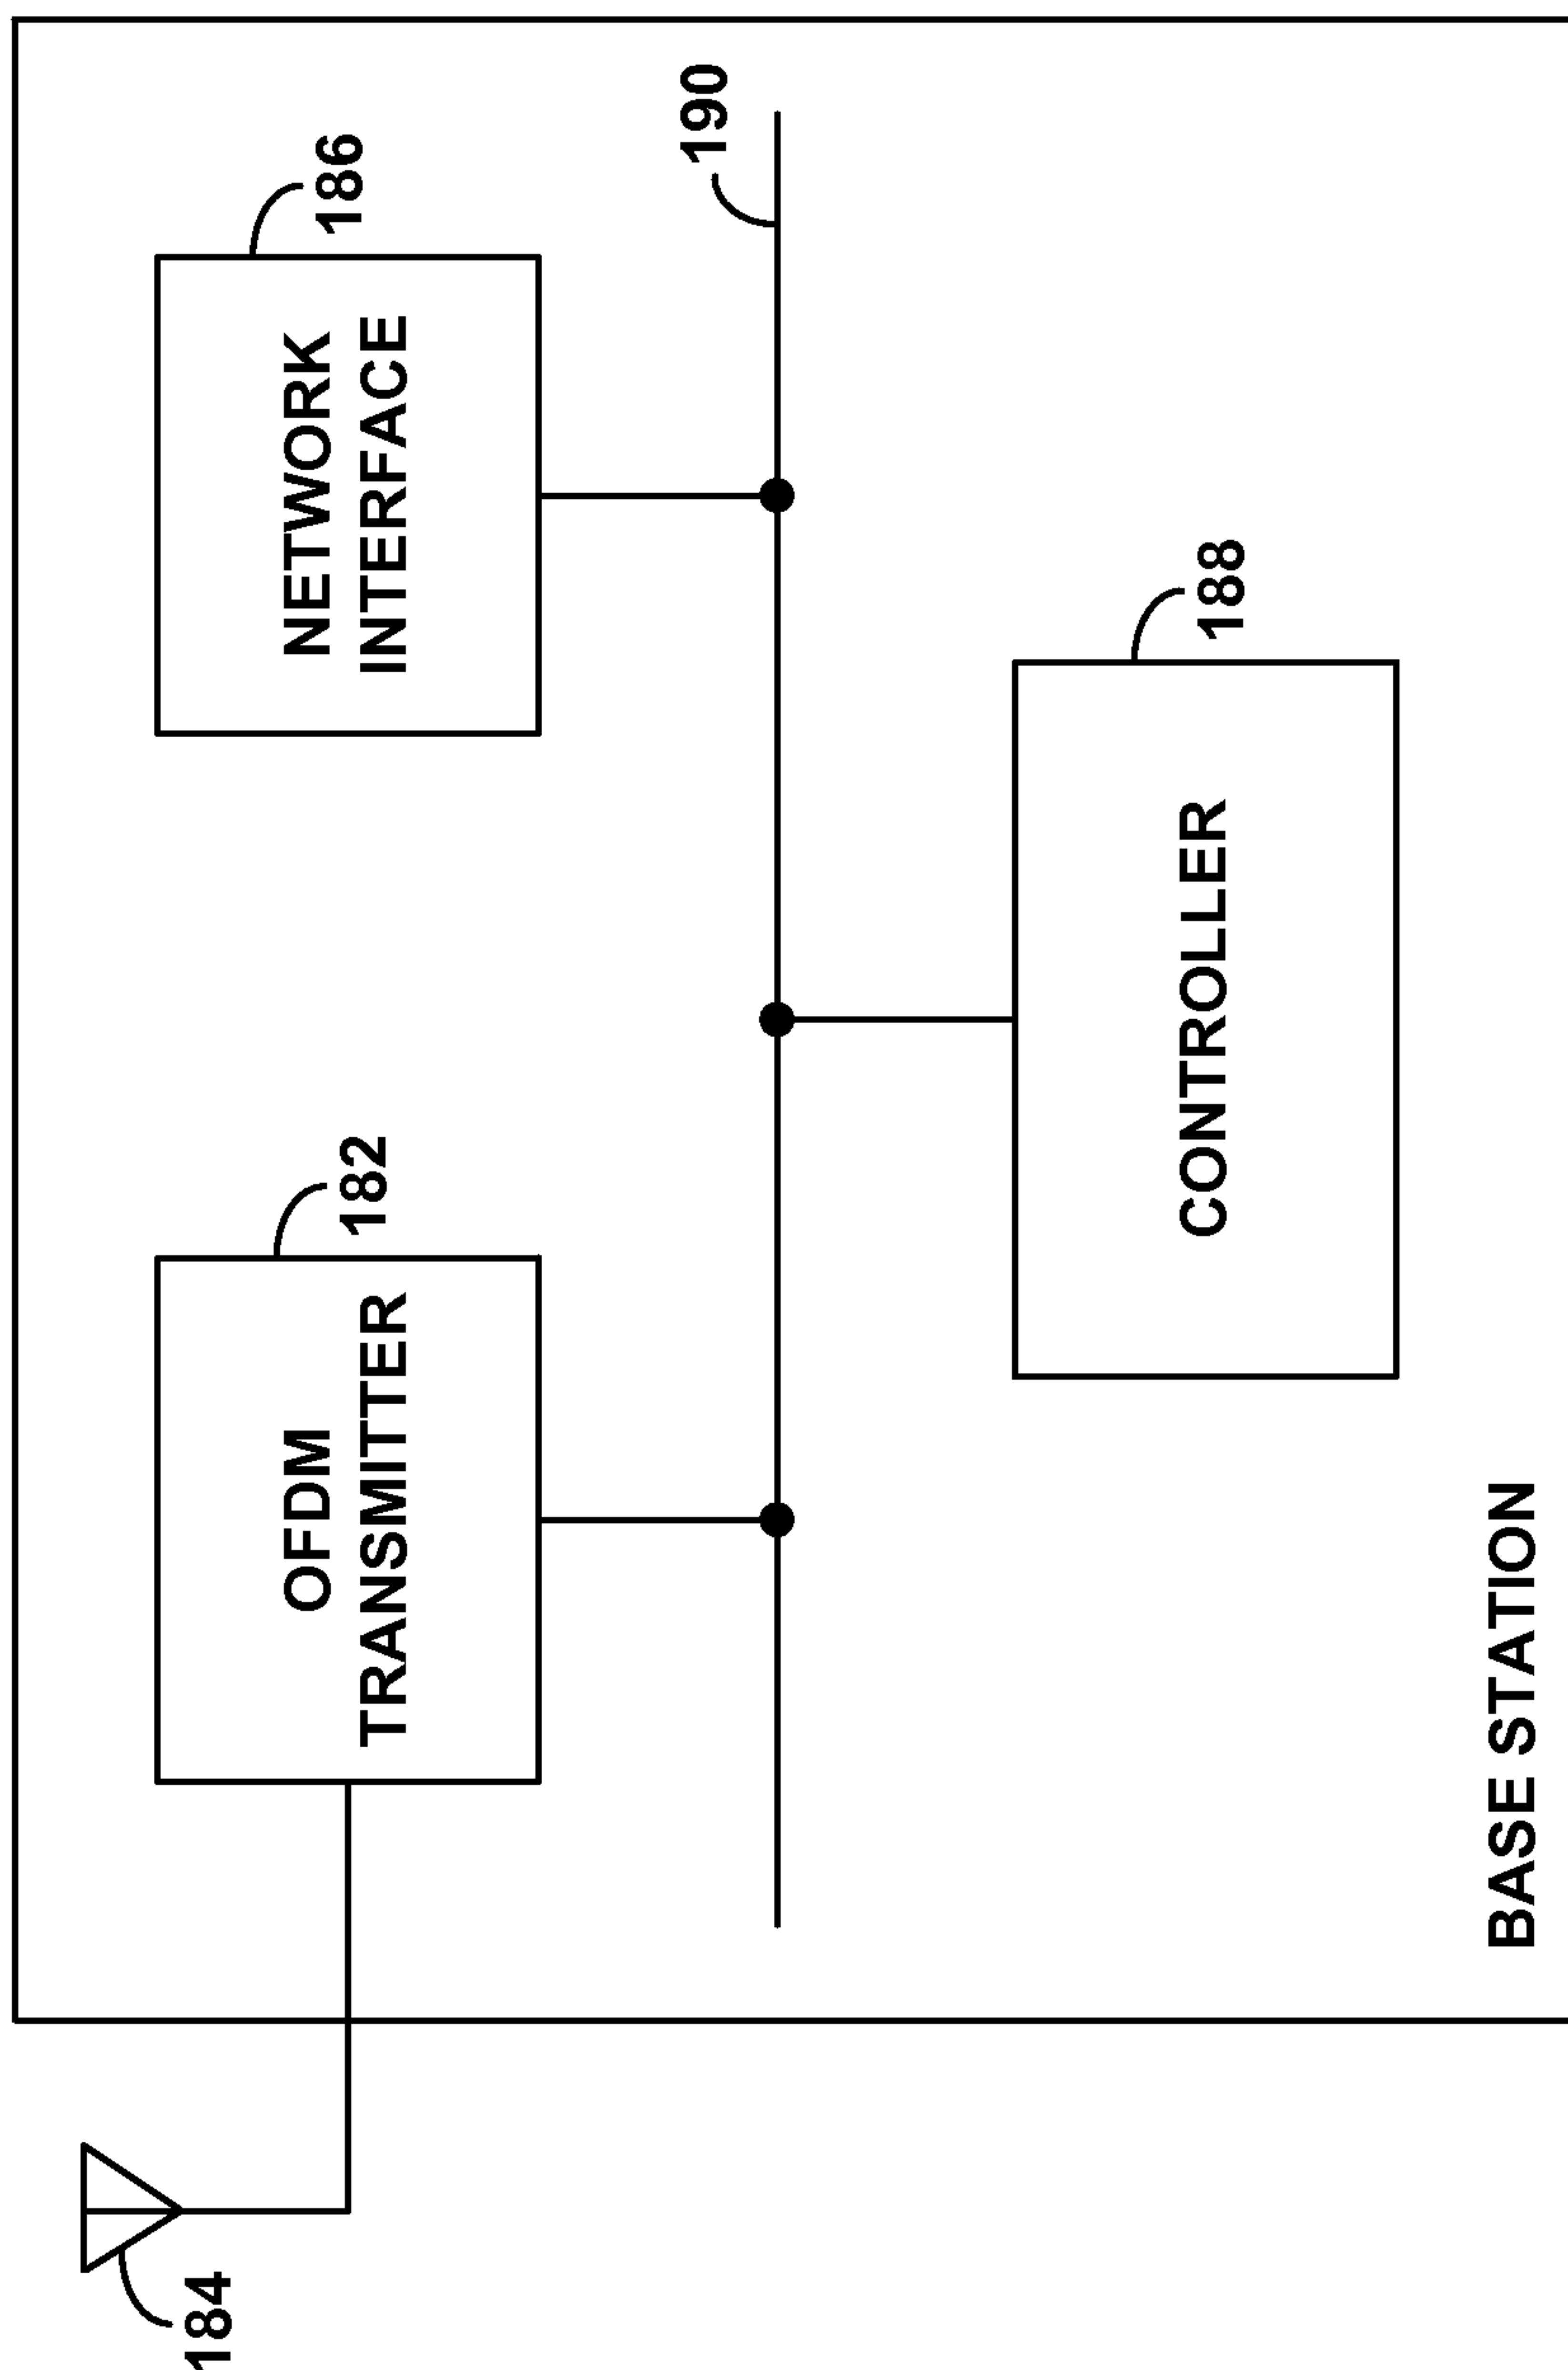 184
OFDM
TRANSMITTER
182
NETWORK
INTERFACE
186
190
CONTROLLER
188
BASE STATION